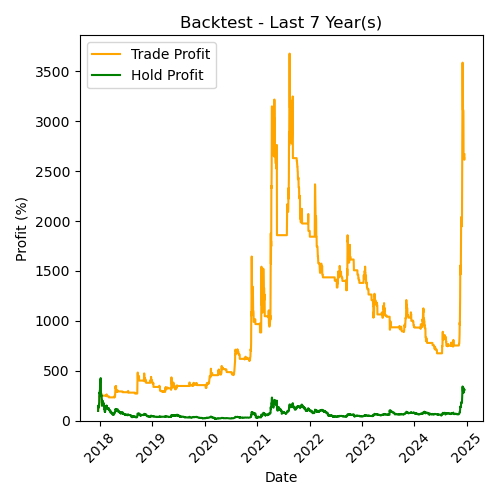 Backtest - Last 7 Year(s)
Trade Profit
Hold Profit
Profit (%)
3500
3000
2500
2000
1500
1000
500
0
2018 2019 2020 2021 2022 2023 2024 2025
Date